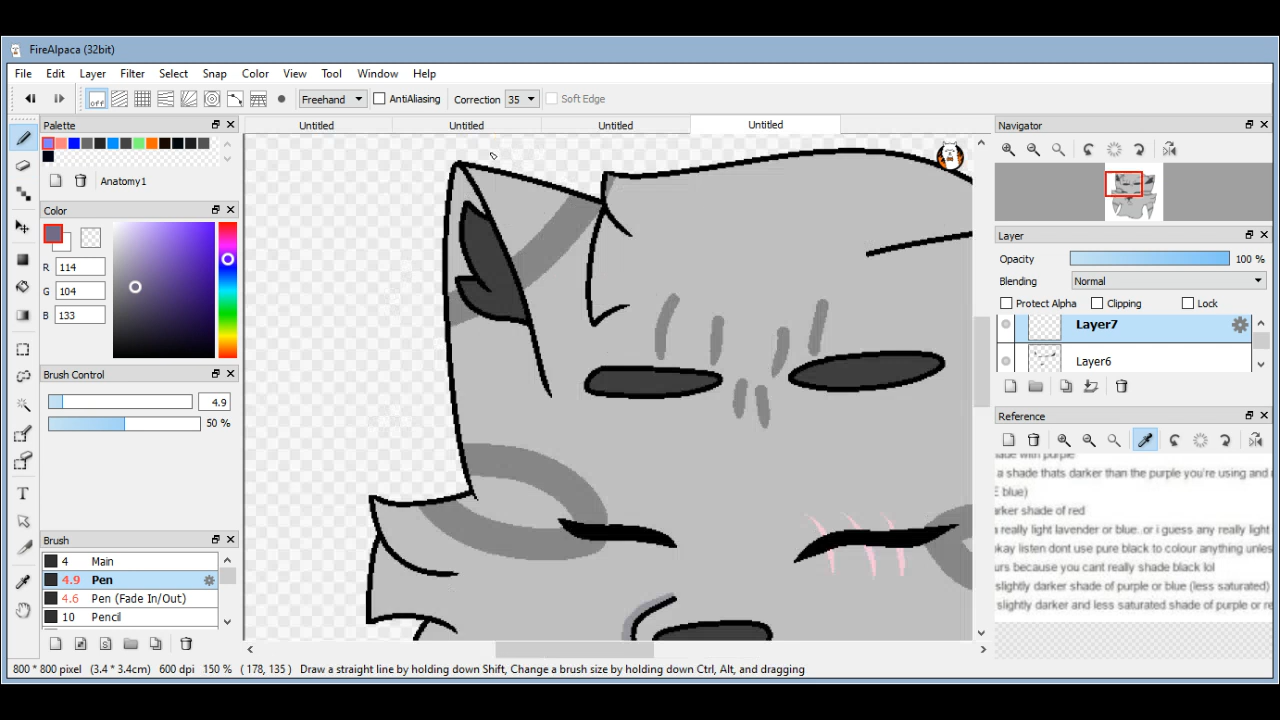 FireAlpaca (32bit)
File Edit Layer Filter Select Snap Color View Tool Window Help
off Freehand AntiAliasing Correction 35 Soft Edge
Palette
Anatomy1
Color
R 114
G 104
B 133
Brush Control
4.9
50 %
Brush
4 Main
4.9 Pen
4.6 Pen (Fade In/Out)
10 Pencil
Untitled Untitled Untitled Untitled
Navigator
Layer
Opacity 100 %
Blending Normal
Protect Alpha Clipping Lock
Layer7
Layer6
Reference
with purple
a shade thats darker than the purple you're using and
E blue)
arker shade of red
really light lavender or blue..or i guess any really light
okay listen dont use pure black to colour anything unles
urs because you cant really shade black lol
slightly darker shade of purple or blue (less saturated)
slightly darker and less saturated shade of purple or re
800 * 800 pixel (3.4 * 3.4cm) 600 dpi 150 % ( 178, 135 ) Draw a straight line by holding down Shift, Change a brush size by holding down Ctrl, Alt, and dragging